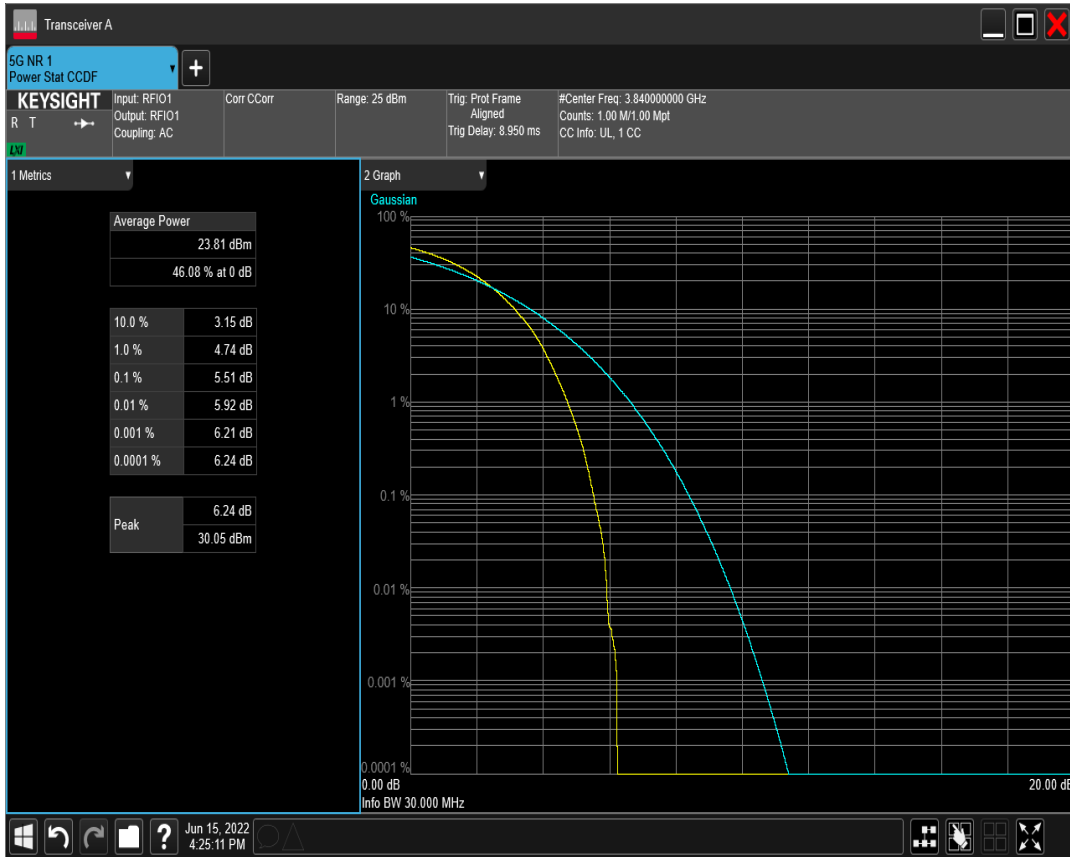 Transceiver A
5G NR 1
Power Stat CCDF
KEYSIGHT
R T
LXI
Input: RFIO1
Output: RFIO1
Coupling: AC
Corr CCorr
Range: 25 dBm
Trig: Prot Frame
Aligned
Trig Delay: 8.950 ms
#Center Freq: 3.840000000 GHz
Counts: 1.00 M/1.00 Mpt
CC Info: UL, 1 CC
1 Metrics
Average Power
23.81 dBm
46.08 % at 0 dB
10.0 % 3.15 dB
1.0 % 4.74 dB
0.1 % 5.51 dB
0.01 % 5.92 dB
0.001 % 6.21 dB
0.0001 % 6.24 dB
Peak
6.24 dB
30.05 dBm
2 Graph
Gaussian
100 %
10 %
1 %
0.1 %
0.01 %
0.001 %
0.0001 %
0.00 dB
20.00 dB
Info BW 30.000 MHz
?
Jun 15, 2022
4:25:11 PM